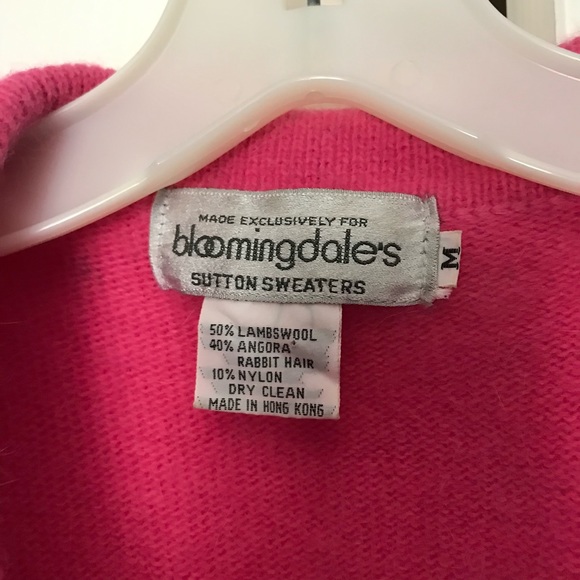 MADE EXCLUSIVELY FOR
bloomingdale's
SUTTON SWEATERS
M
50% LAMBSWOOL
40% ANGORA
RABBIT HAIR
10% NYLON
DRY CLEAN
MADE IN HONG KONG